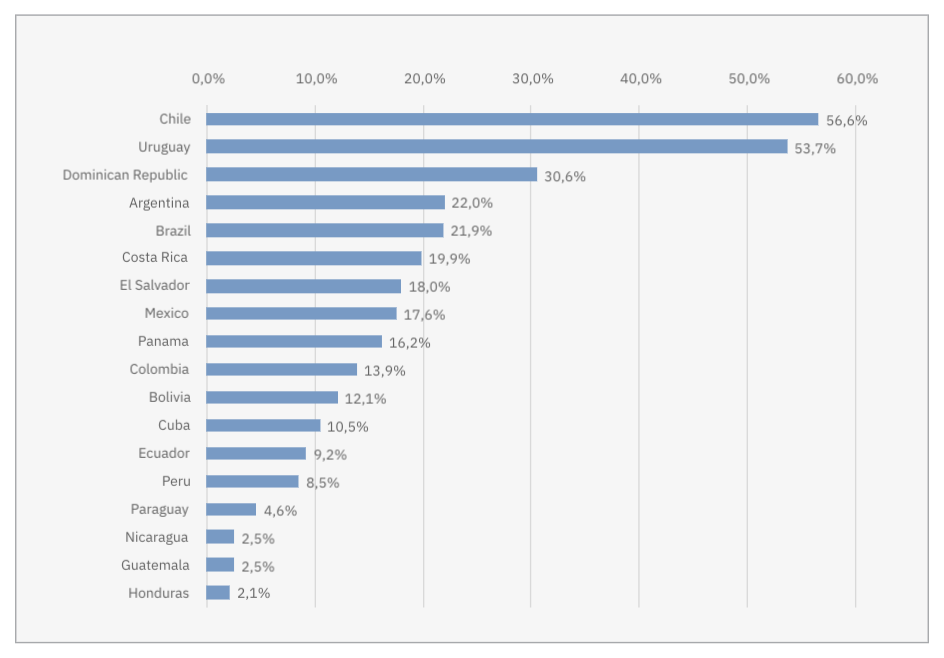 0,0% 10,0% 20,0% 30,0% 40,0% 50,0% 60,0%
Chile 56,6%
Uruguay 53,7%
Dominican Republic 30,6%
Argentina 22,0%
Brazil 21,9%
Costa Rica 19,9%
El Salvador 18,0%
Mexico 17,6%
Panama 16,2%
Colombia 13,9%
Bolivia 12,1%
Cuba 10,5%
Ecuador 9,2%
Peru 8,5%
Paraguay 4,6%
Nicaragua 2,5%
Guatemala 2,5%
Honduras 2,1%